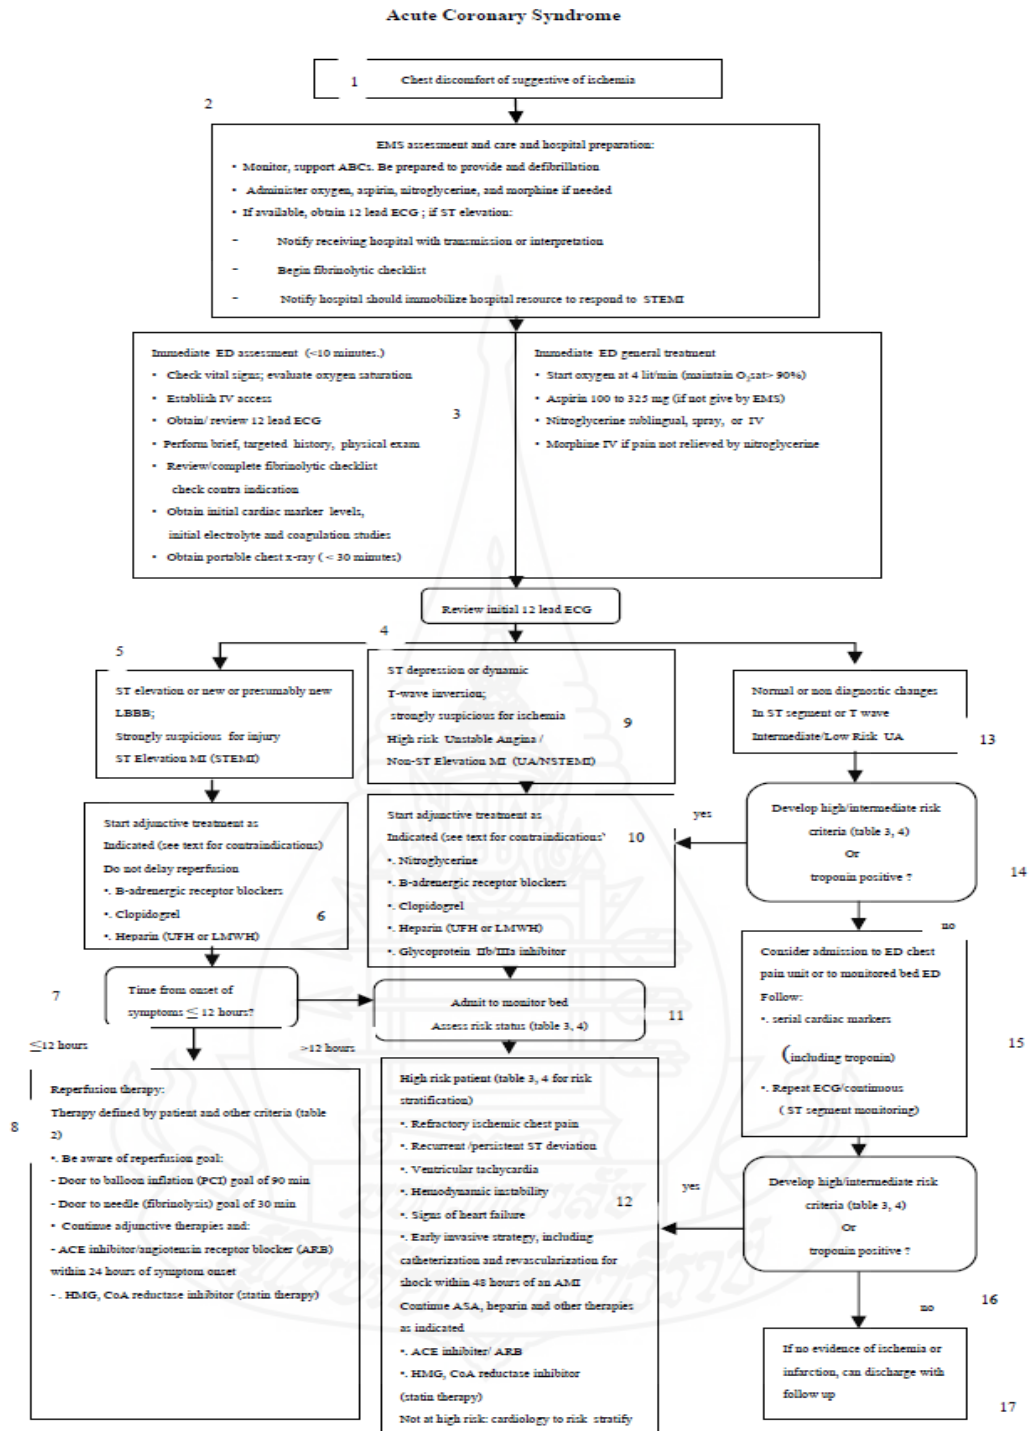 Acute Coronary Syndrome
1
Chest discomfort of suggestive of ischemia
2
EMS assessment and care and hospital preparation:
• Monitor, support ABCs. Be prepared to provide and defibrillation
• Administer oxygen, aspirin, nitroglycerine, and morphine if needed
• If available, obtain 12 lead ECG ; if ST elevation:
- Notify receiving hospital with transmission or interpretation
- Begin fibrinolytic checklist
- Notify hospital should immobilize hospital resource to respond to STEMI
Immediate ED assessment (<10 minutes.)
• Check vital signs; evaluate oxygen saturation
• Establish IV access
• Obtain/ review 12 lead ECG
• Perform brief, targeted history, physical exam
• Review/complete fibrinolytic checklist
check contra indication
• Obtain initial cardiac marker levels,
initial electrolyte and coagulation studies
• Obtain portable chest x-ray ( < 30 minutes)
3
Immediate ED general treatment
• Start oxygen at 4 lit/min (maintain O₂sat> 90%)
• Aspirin 100 to 325 mg (if not give by EMS)
• Nitroglycerine sublingual, spray, or IV
• Morphine IV if pain not relieved by nitroglycerine
Review initial 12 lead ECG
4
5
ST elevation or new or presumably new
LBBB;
Strongly suspicious for injury
ST Elevation MI (STEMI)
ST depression or dynamic
T-wave inversion;
strongly suspicious for ischemia
High risk Unstable Angina /
Non-ST Elevation MI (UA/NSTEMI)
9
Normal or non diagnostic changes
In ST segment or T wave
Intermediate/Low Risk UA
13
Start adjunctive treatment as
Indicated (see text for contraindications)
Do not delay reperfusion
•. B-adrenergic receptor blockers
•. Clopidogrel
•. Heparin (UFH or LMWH)
6
Start adjunctive treatment as
Indicated (see text for contraindications)
•. Nitroglycerine
•. B-adrenergic receptor blockers
•. Clopidogrel
•. Heparin (UFH or LMWH)
•. Glycoprotein IIb/IIIa inhibitor
10
yes
Develop high/intermediate risk
criteria (table 3, 4)
Or
troponin positive ?
14
no
7
Time from onset of
symptoms ≤ 12 hours?
≤12 hours
>12 hours
Admit to monitor bed
Assess risk status (table 3, 4)
11
Consider admission to ED chest
pain unit or to monitored bed ED
Follow:
•. serial cardiac markers
(including troponin)
•. Repeat ECG/continuous
( ST segment monitoring)
15
8
Reperfusion therapy:
Therapy defined by patient and other criteria (table
2)
•. Be aware of reperfusion goal:
- Door to balloon inflation (PCI) goal of 90 min
- Door to needle (fibrinolysis) goal of 30 min
• Continue adjunctive therapies and:
- ACE inhibitor/angiotensin receptor blocker (ARB)
within 24 hours of symptom onset
- . HMG, CoA reductase inhibitor (statin therapy)
High risk patient (table 3, 4 for risk
stratification)
•. Refractory ischemic chest pain
•. Recurrent /persistent ST deviation
•. Ventricular tachycardia
•. Hemodynamic instability
•. Signs of heart failure
•. Early invasive strategy, including
catheterization and revascularization for
shock within 48 hours of an AMI
Continue ASA, heparin and other therapies
as indicated
•. ACE inhibiter/ ARB
•. HMG, CoA reductase inhibitor
(statin therapy)
Not at high risk: cardiology to risk stratify
12
yes
Develop high/intermediate risk
criteria (table 3, 4)
Or
troponin positive ?
16
no
If no evidence of ischemia or
infarction, can discharge with
follow up
17